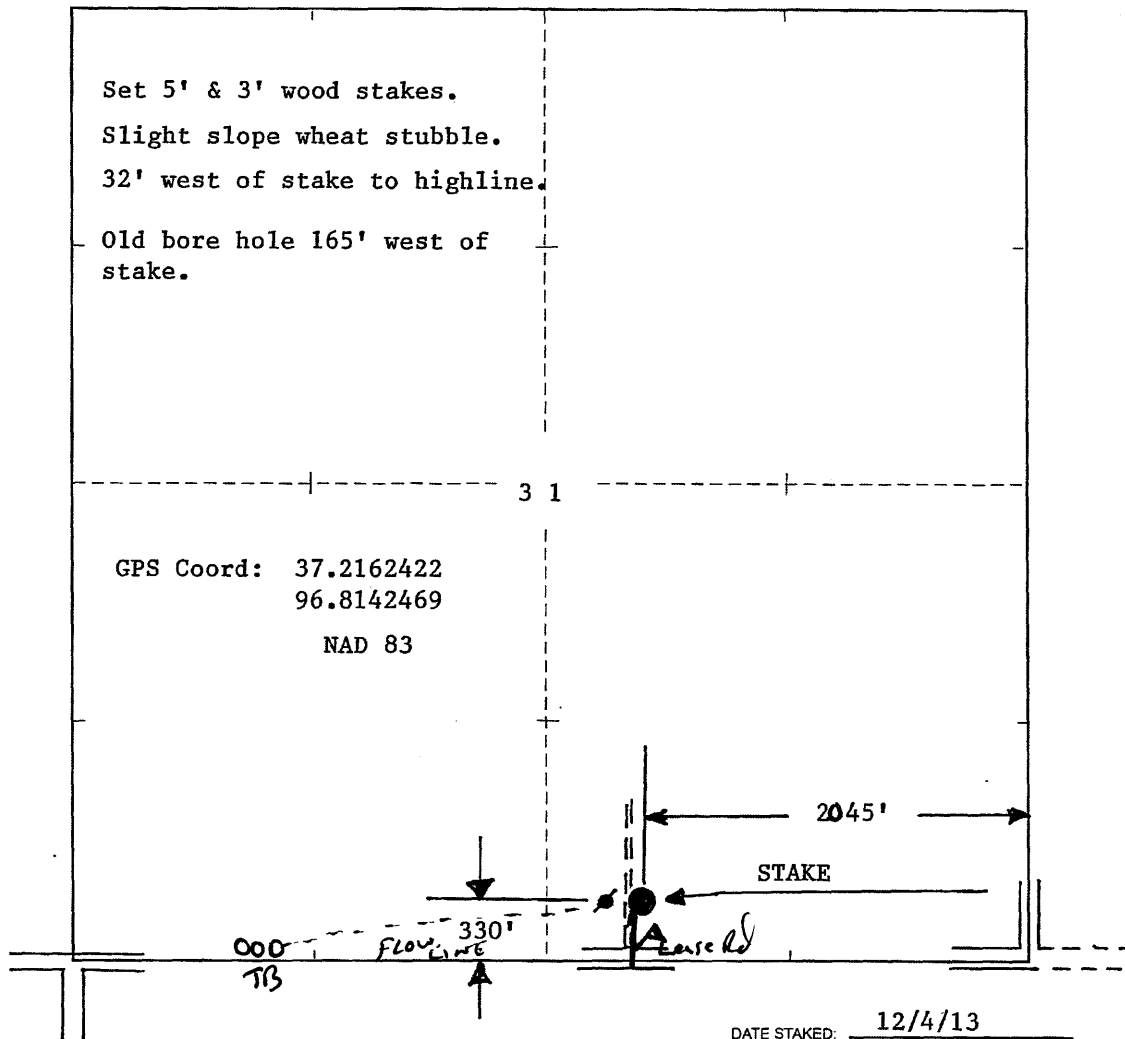 Set 5' & 3' wood stakes.
Slight slope wheat stubble.
32' west of stake to highline.
Old bore hole 165' west of
stake.
3 1
GPS Coord: 37.2162422
96.8142469
NAD 83
2045'
STAKE
330'
FLOW LINE
Lease Rd
TB
DATE STAKED: 12/4/13